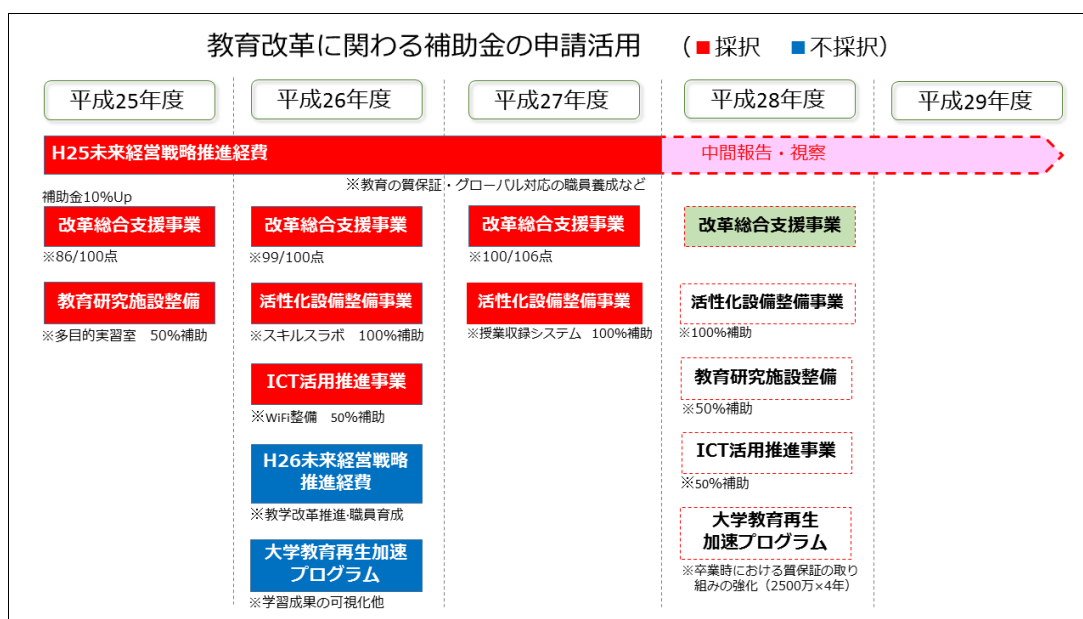 教育改革に関わる補助金の申請活用　（■採択　■不採択）
平成25年度
平成26年度
平成27年度
平成28年度
平成29年度
H25未来経営戦略推進経費
中間報告・視察
※教育の質保証・グローバル対応の職員養成など
補助金10%Up
改革総合支援事業
※86/100点
教育研究施設整備
※多目的実習室　50%補助
改革総合支援事業
※99/100点
活性化設備整備事業
※スキルスラボ　100%補助
ICT活用推進事業
※WiFi整備　50%補助
H26未来経営戦略
推進経費
※教学改革推進・職員育成
大学教育再生加速
プログラム
※学習成果の可視化他
改革総合支援事業
※100/106点
活性化設備整備事業
※授業収録システム　100%補助
改革総合支援事業
活性化設備整備事業
※100%補助
教育研究施設整備
※50%補助
ICT活用推進事業
※50%補助
大学教育再生
加速プログラム
※卒業時における質保証の取り
組みの強化（2500万×4年）